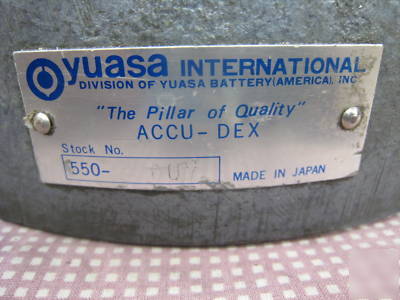 yuasa INTERNATIONAL
DIVISION OF YUASA BATTERY (AMERICA), INC.
"The Pillar of Quality"
ACCU-DEX
Stock No.
550-
MADE IN JAPAN